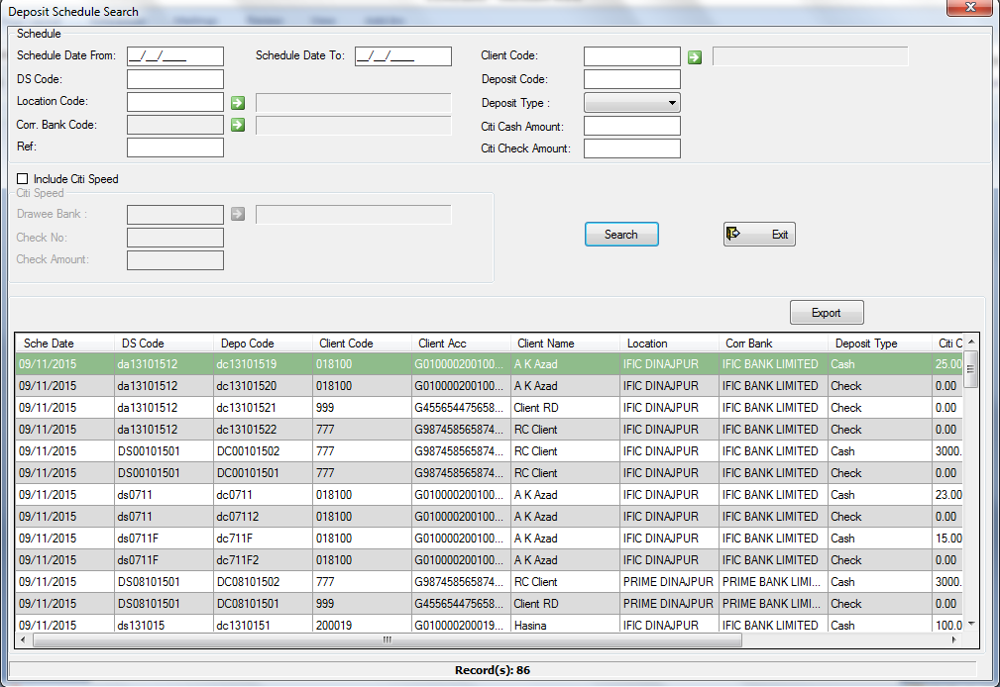 Deposit Schedule Search
Schedule
Schedule Date From: __/__/____ Schedule Date To: __/__/____ Client Code:
DS Code: Deposit Code:
Location Code: Deposit Type :
Corr. Bank Code: Citi Cash Amount:
Ref: Citi Check Amount:
Include Citi Speed
Citi Speed
Drawee Bank :
Check No: Search Exit
Check Amount:
Export
Sche Date DS Code Depo Code Client Code Client Acc Client Name Location Corr Bank Deposit Type Citi C
09/11/2015 da13101512 dc13101519 018100 G010000200100... A K Azad IFIC DINAJPUR IFIC BANK LIMITED Cash 25.00
09/11/2015 da13101512 dc13101520 018100 G010000200100... A K Azad IFIC DINAJPUR IFIC BANK LIMITED Check 0.00
09/11/2015 da13101512 dc13101521 999 G455654475658... Client RD IFIC DINAJPUR IFIC BANK LIMITED Check 0.00
09/11/2015 da13101512 dc13101522 777 G987458565874... RC Client IFIC DINAJPUR IFIC BANK LIMITED Check 0.00
09/11/2015 DS00101501 DC00101502 777 G987458565874... RC Client IFIC DINAJPUR IFIC BANK LIMITED Cash 3000.
09/11/2015 DS00101501 DC00101501 777 G987458565874... RC Client IFIC DINAJPUR IFIC BANK LIMITED Check 0.00
09/11/2015 ds0711 dc0711 018100 G010000200100... A K Azad IFIC DINAJPUR IFIC BANK LIMITED Cash 23.00
09/11/2015 ds0711 dc07112 018100 G010000200100... A K Azad IFIC DINAJPUR IFIC BANK LIMITED Check 0.00
09/11/2015 ds0711F dc711F 018100 G010000200100... A K Azad IFIC DINAJPUR IFIC BANK LIMITED Cash 15.00
09/11/2015 ds0711F dc711F2 018100 G010000200100... A K Azad IFIC DINAJPUR IFIC BANK LIMITED Check 0.00
09/11/2015 DS08101501 DC08101502 777 G987458565874... RC Client PRIME DINAJPUR PRIME BANK LIMI... Cash 3000.
09/11/2015 DS08101501 DC08101501 999 G455654475658... Client RD PRIME DINAJPUR PRIME BANK LIMI... Check 0.00
09/11/2015 ds131015 dc1310151 200019 G010000200019... Hasina IFIC DINAJPUR IFIC BANK LIMITED Cash 100.0
Record(s): 86